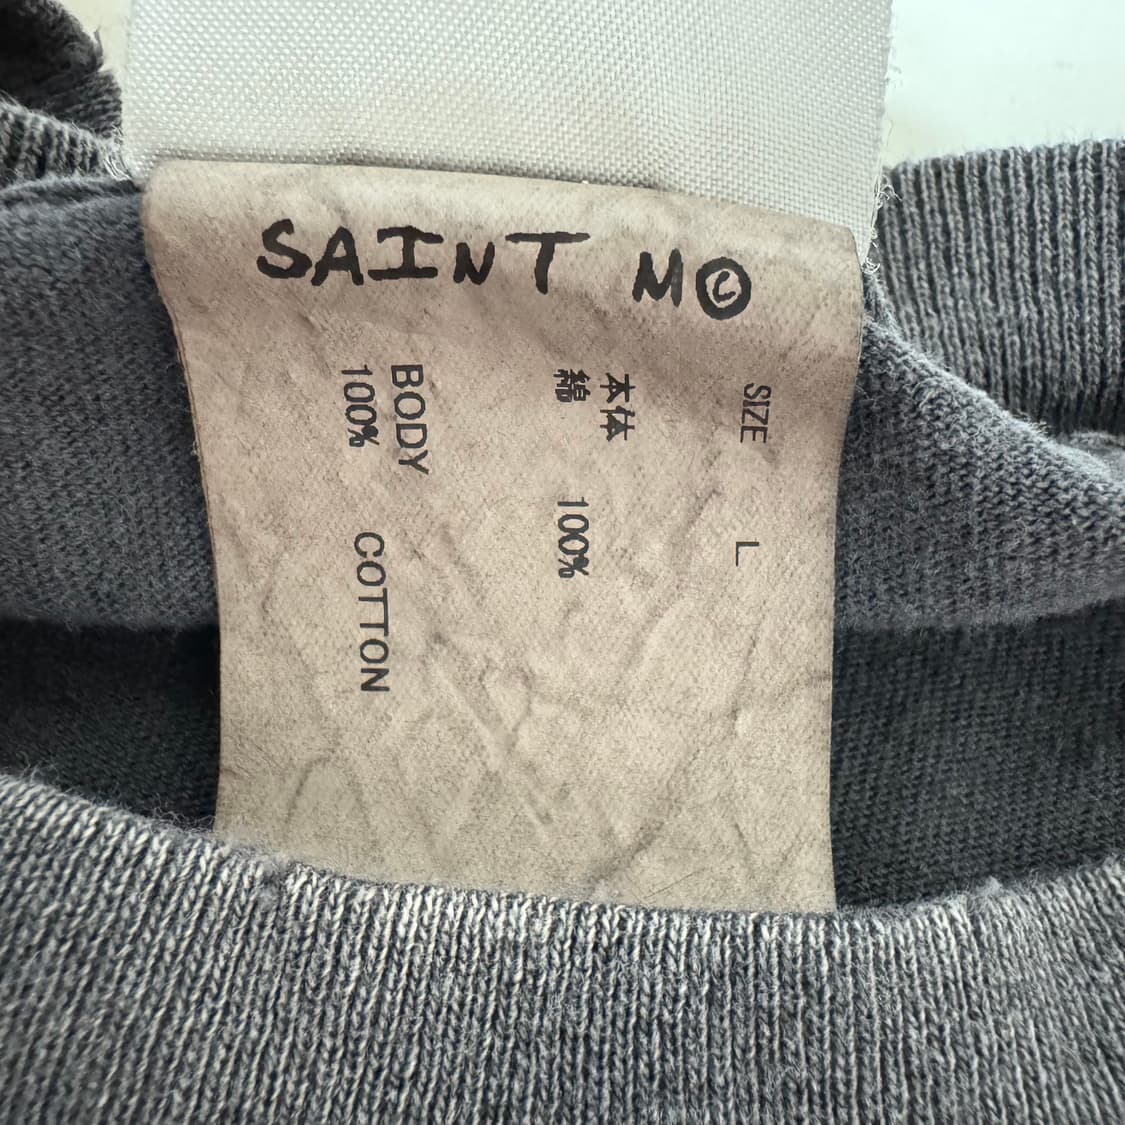 SAINT M©
SIZE L
本体
綿 100%
BODY
100% COTTON